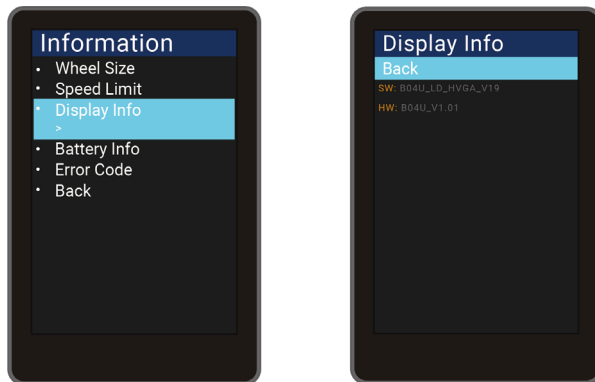 Information
• Wheel Size
• Speed Limit
• Display Info
>
• Battery Info
• Error Code
• Back
Display Info
Back
SW: B04U_LD_HVGA_V19
HW: B04U_V1.01